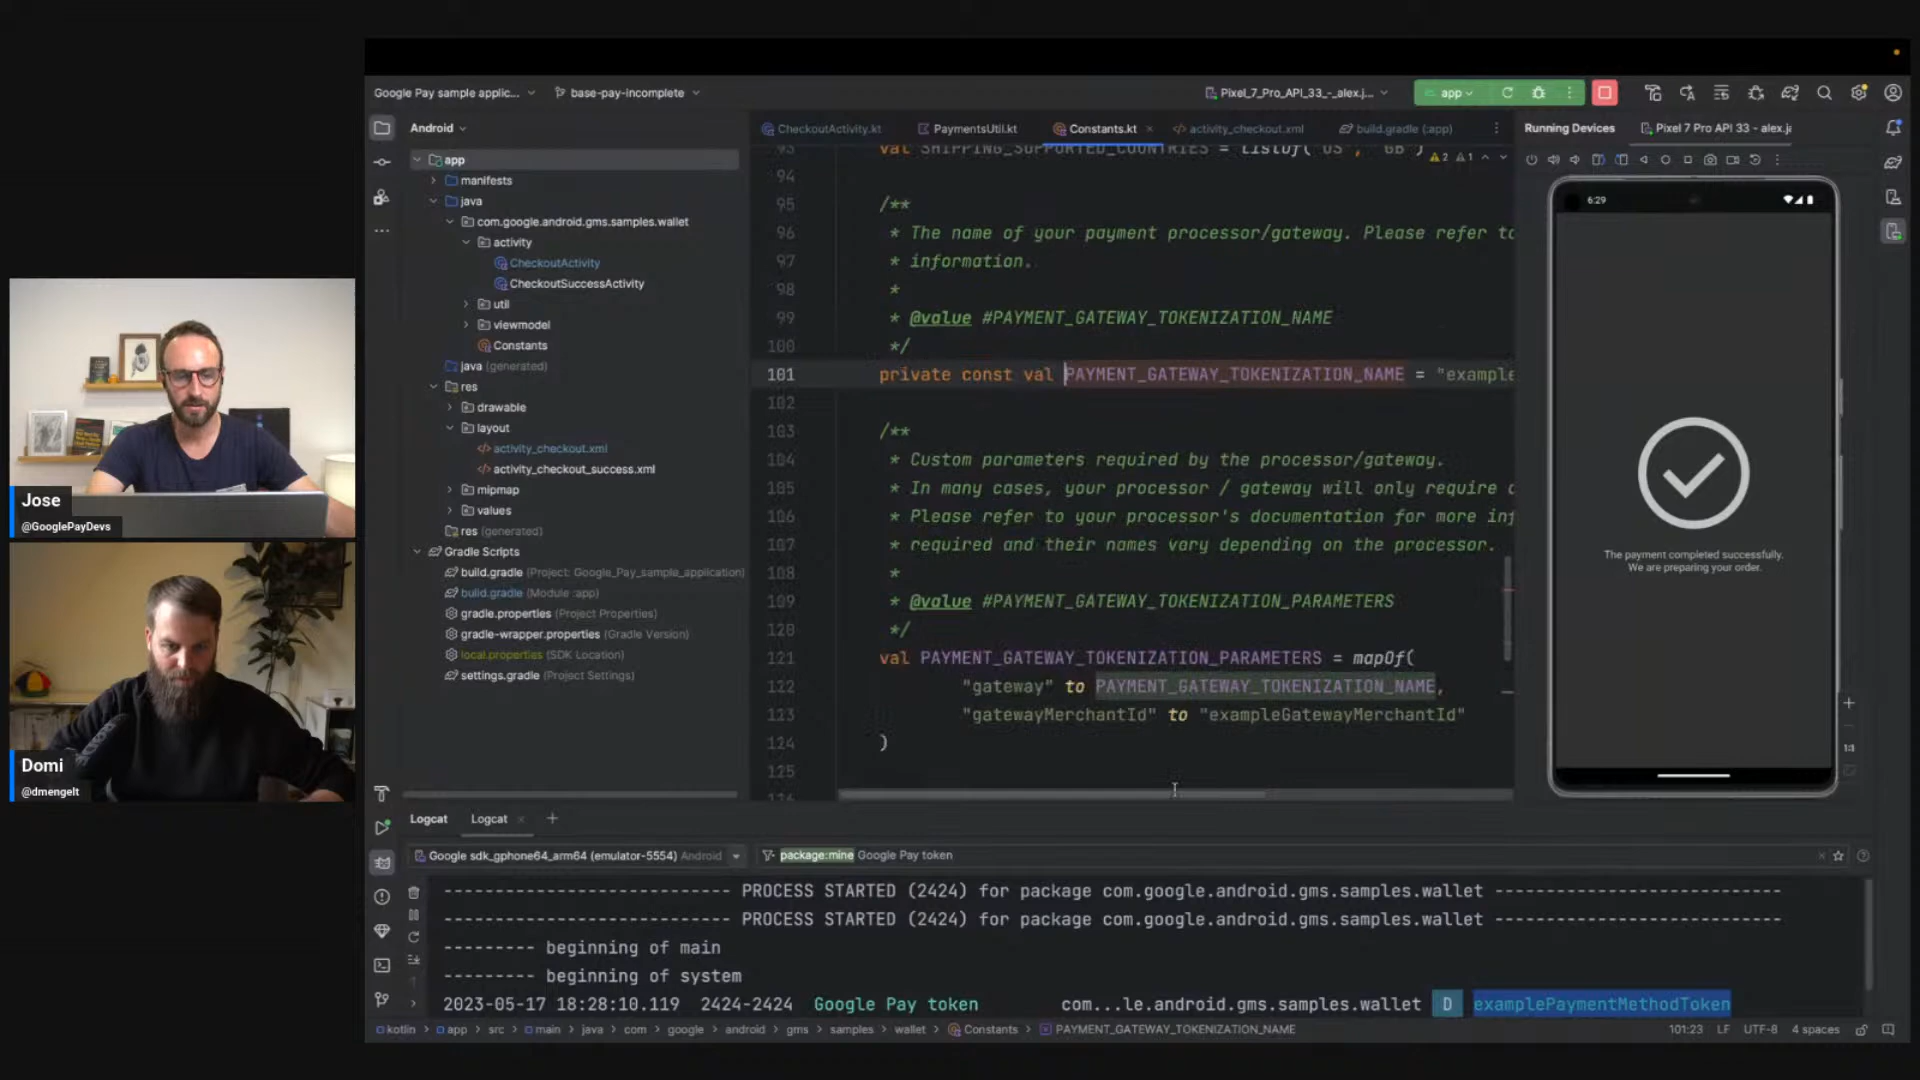 Google Pay sample applic...
base-pay-incomplete
Pixel_7_Pro_API_33_-_alex.j...
app
Android
CheckoutActivity.kt
PaymentsUtil.kt
Constants.kt
activity_checkout.xml
build.gradle (:app)
Running Devices
Pixel 7 Pro API 33 - alex.ja
app
manifests
java
com.google.android.gms.samples.wallet
activity
CheckoutActivity
CheckoutSuccessActivity
util
viewmodel
Constants
java (generated)
res
drawable
layout
activity_checkout.xml
activity_checkout_success.xml
mipmap
values
res (generated)
Gradle Scripts
build.gradle (Project: Google_Pay_sample_application)
build.gradle (Module :app)
gradle.properties (Project Properties)
gradle-wrapper.properties (Gradle Version)
local.properties (SDK Location)
settings.gradle (Project Settings)
93 val SHIPPING_SUPPORTED_COUNTRIES = listOf("US", "GB")
2 1
94
95 /**
96 * The name of your payment processor/gateway. Please refer to
97 * information.
98 *
99 * @value #PAYMENT_GATEWAY_TOKENIZATION_NAME
100 */
101 private const val PAYMENT_GATEWAY_TOKENIZATION_NAME = "example
102
103 /**
104 * Custom parameters required by the processor/gateway.
105 * In many cases, your processor / gateway will only require
106 * Please refer to your processor's documentation for more inf
107 * required and their names vary depending on the processor.
108 *
109 * @value #PAYMENT_GATEWAY_TOKENIZATION_PARAMETERS
120 */
121 val PAYMENT_GATEWAY_TOKENIZATION_PARAMETERS = mapOf(
122 "gateway" to PAYMENT_GATEWAY_TOKENIZATION_NAME,
123 "gatewayMerchantId" to "exampleGatewayMerchantId"
124 )
125
6:29
The payment completed successfully.
We are preparing your order.
1:1
Jose
@GooglePayDevs
Domi
@dmengelt
Logcat
Logcat
Google sdk_gphone64_arm64 (emulator-5554) Android
package:mine Google Pay token
---------------------------- PROCESS STARTED (2424) for package com.google.android.gms.samples.wallet ----------------------------
---------------------------- PROCESS STARTED (2424) for package com.google.android.gms.samples.wallet ----------------------------
--------- beginning of main
--------- beginning of system
2023-05-17 18:28:10.119 2424-2424 Google Pay token com...le.android.gms.samples.wallet D examplePaymentMethodToken
kotlin > app > src > main > java > com > google > android > gms > samples > wallet > Constants > PAYMENT_GATEWAY_TOKENIZATION_NAME
101:23 LF UTF-8 4 spaces